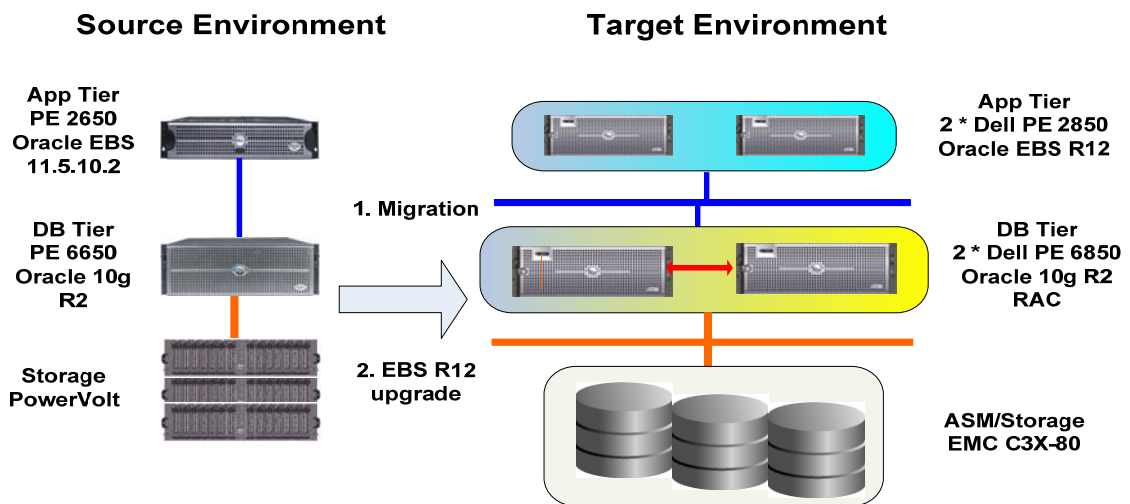 Source Environment
Target Environment
App Tier
PE 2650
Oracle EBS
11.5.10.2
DB Tier
PE 6650
Oracle 10g
R2
Storage
PowerVolt
1. Migration
2. EBS R12
upgrade
App Tier
2 * Dell PE 2850
Oracle EBS R12
DB Tier
2 * Dell PE 6850
Oracle 10g R2
RAC
ASM/Storage
EMC C3X-80